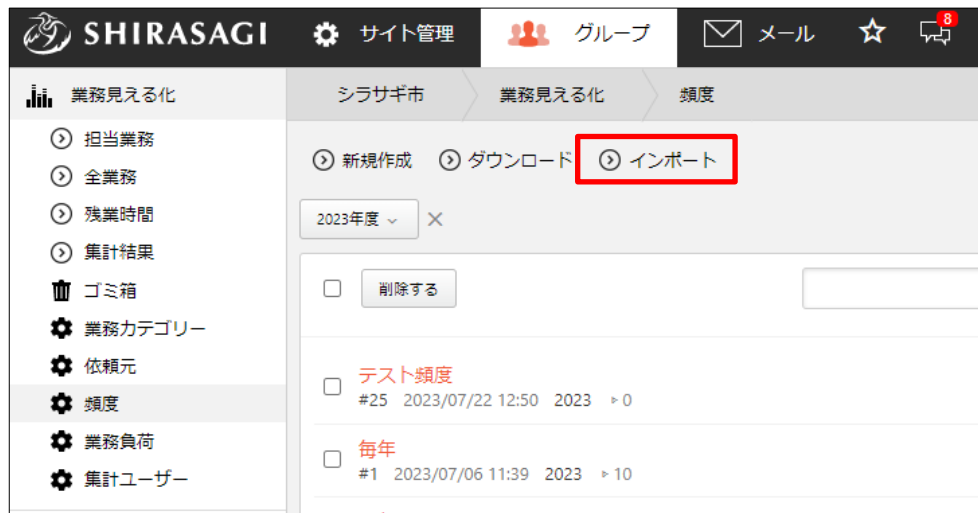 SHIRASAGI サイト管理 グループ メール 8
業務見える化
シラサギ市 業務見える化 頻度
担当業務
全業務
残業時間
集計結果
ゴミ箱
業務カテゴリー
依頼元
頻度
業務負荷
集計ユーザー
新規作成 ダウンロード インポート
2023年度
削除する
テスト頻度
#25 2023/07/22 12:50 2023 ▹0
毎年
#1 2023/07/06 11:39 2023 ▹10